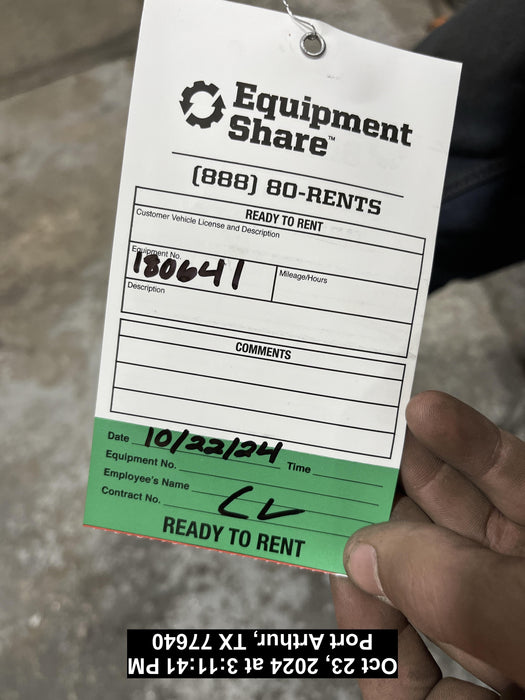 Equipment
Share™
(888) 80-RENTS
READY TO RENT
Customer Vehicle License and Description
Equipment No.
180641
Mileage/Hours
Description
COMMENTS
Date 10/22/24 Time
Equipment No.
Employee's Name CL
Contract No.
READY TO RENT
Oct 23, 2024 at 3:11:41 PM
Port Arthur, TX 77640